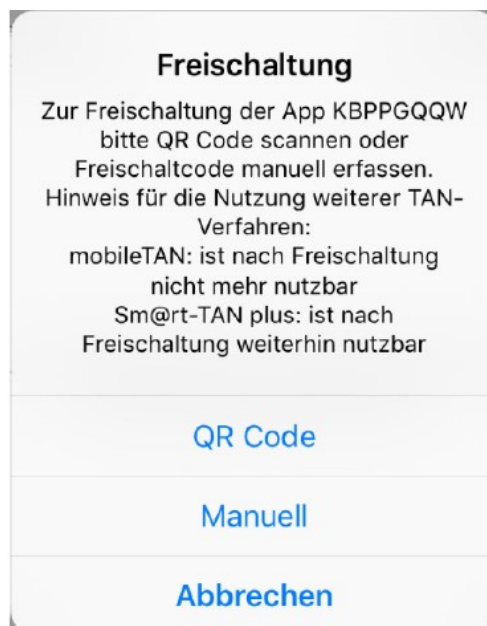 Freischaltung
Zur Freischaltung der App KBPPGQQW
bitte QR Code scannen oder
Freischaltcode manuell erfassen.
Hinweis für die Nutzung weiterer TAN-
Verfahren:
mobileTAN: ist nach Freischaltung
nicht mehr nutzbar
Sm@rt-TAN plus: ist nach
Freischaltung weiterhin nutzbar
QR Code
Manuell
Abbrechen